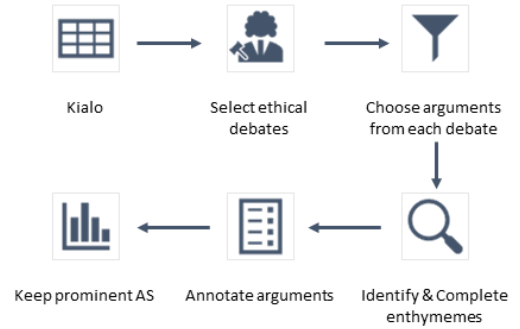 Kialo
Select ethical
debates
Choose arguments
from each debate
Keep prominent AS
Annotate arguments
Identify & Complete
enthymemes